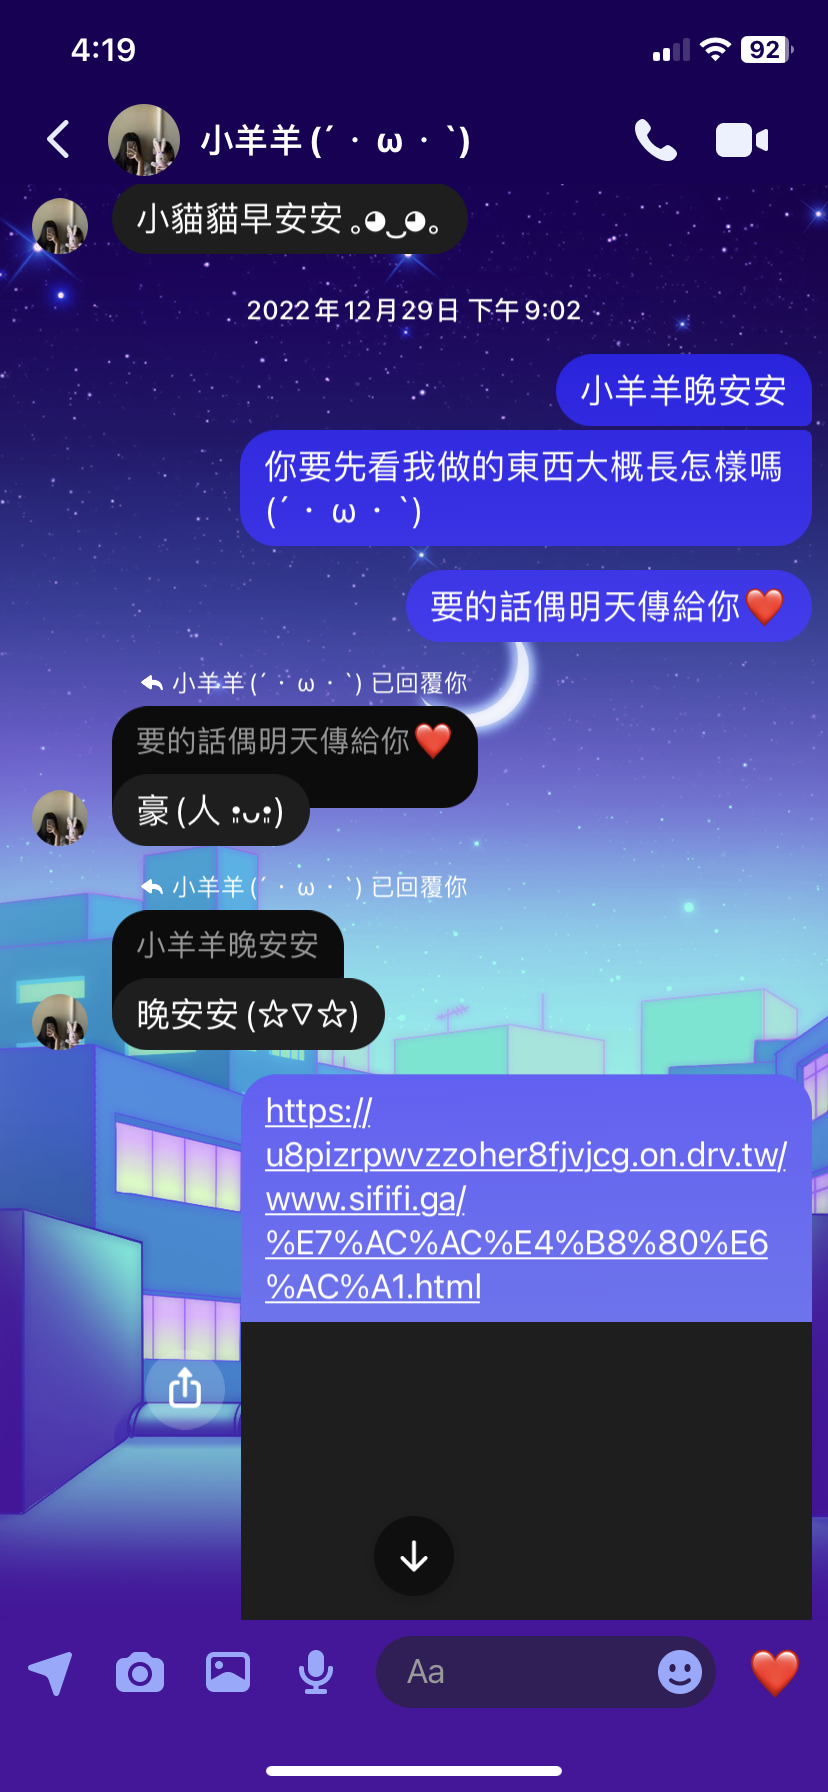 4:19
92
小羊羊 (´・ω・`)
小貓貓早安安 ｡◕‿◕｡
2022年12月29日 下午9:02
小羊羊晚安安
你要先看我做的東西大概長怎樣嗎
(´・ω・`)
要的話偶明天傳給你❤️
小羊羊 (´・ω・`) 已回覆你
要的話偶明天傳給你❤️
豪 (人 •͈ᴗ•͈)
小羊羊 (´・ω・`) 已回覆你
小羊羊晚安安
晚安安 (☆▽☆)
https://
u8pizrpwvzzoher8fjvjcg.on.drv.tw/
www.sififi.ga/
%E7%AC%AC%E4%B8%80%E6
%AC%A1.html
Aa